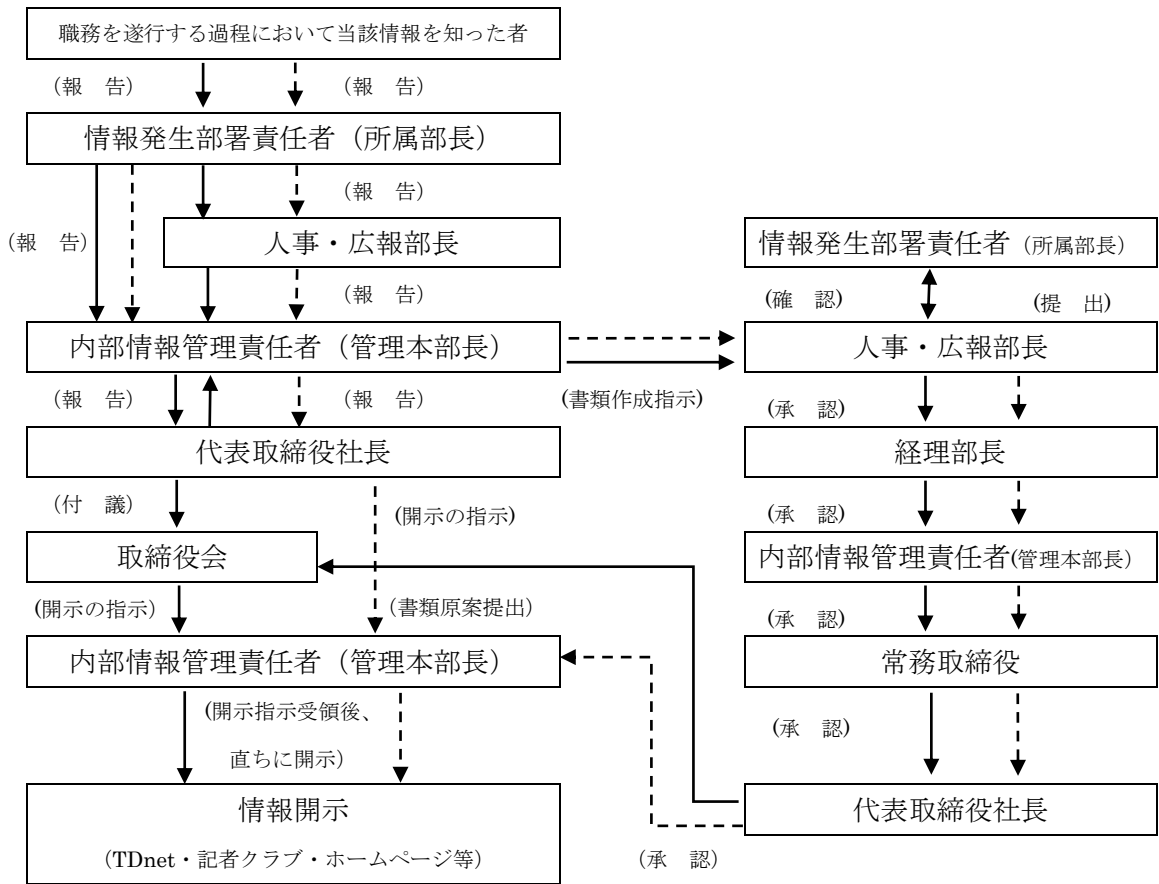 職務を遂行する過程において当該情報を知った者
（報　告）
（報　告）
情報発生部署責任者（所属部長）
（報　告）
（報　告）
人事・広報部長
（報　告）
内部情報管理責任者（管理本部長）
（報　告）
（報　告）
代表取締役社長
（付　議）
(開示の指示)
取締役会
(開示の指示）
（書類原案提出）
内部情報管理責任者（管理本部長）
(開示指示受領後、
直ちに開示）
情報開示
（TDnet・記者クラブ・ホームページ等）
情報発生部署責任者（所属部長）
(確　認)
(提　出)
人事・広報部長
(書類作成指示)
(承　認)
経理部長
(承　認)
内部情報管理責任者(管理本部長）
(承　認)
常務取締役
(承　認)
代表取締役社長
（承　認）